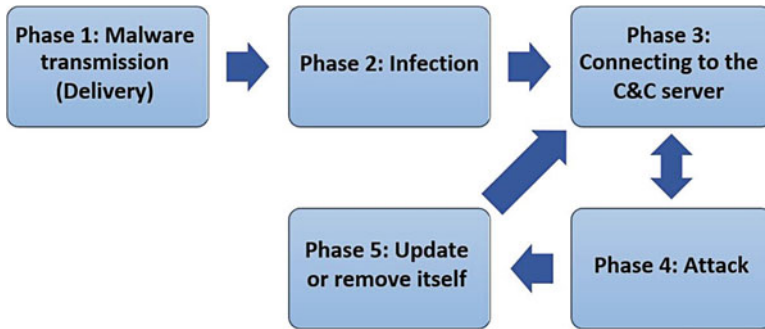 Phase 1: Malware
transmission
(Delivery)
Phase 2: Infection
Phase 3:
Connecting to the
C&C server
Phase 5: Update
or remove itself
Phase 4: Attack